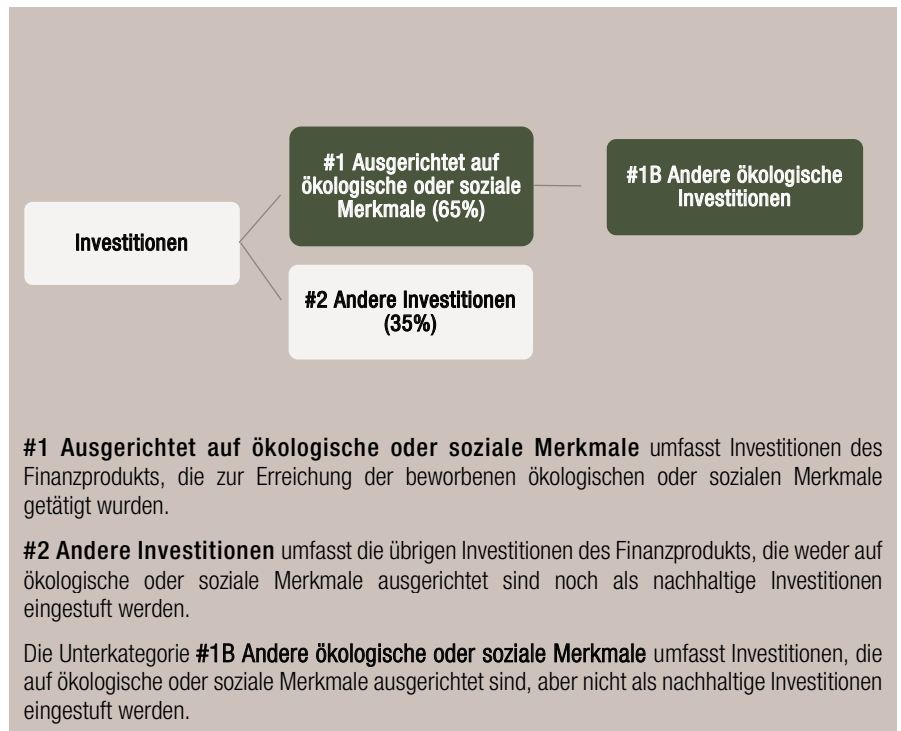 #1 Ausgerichtet auf
ökologische oder soziale
Merkmale (65%)
#1B Andere ökologische
Investitionen
Investitionen
#2 Andere Investitionen
(35%)
#1 Ausgerichtet auf ökologische oder soziale Merkmale umfasst Investitionen des
Finanzprodukts, die zur Erreichung der beworbenen ökologischen oder sozialen Merkmale
getätigt wurden.
#2 Andere Investitionen umfasst die übrigen Investitionen des Finanzprodukts, die weder auf
ökologische oder soziale Merkmale ausgerichtet sind noch als nachhaltige Investitionen
eingestuft werden.
Die Unterkategorie #1B Andere ökologische oder soziale Merkmale umfasst Investitionen, die
auf ökologische oder soziale Merkmale ausgerichtet sind, aber nicht als nachhaltige Investitionen
eingestuft werden.